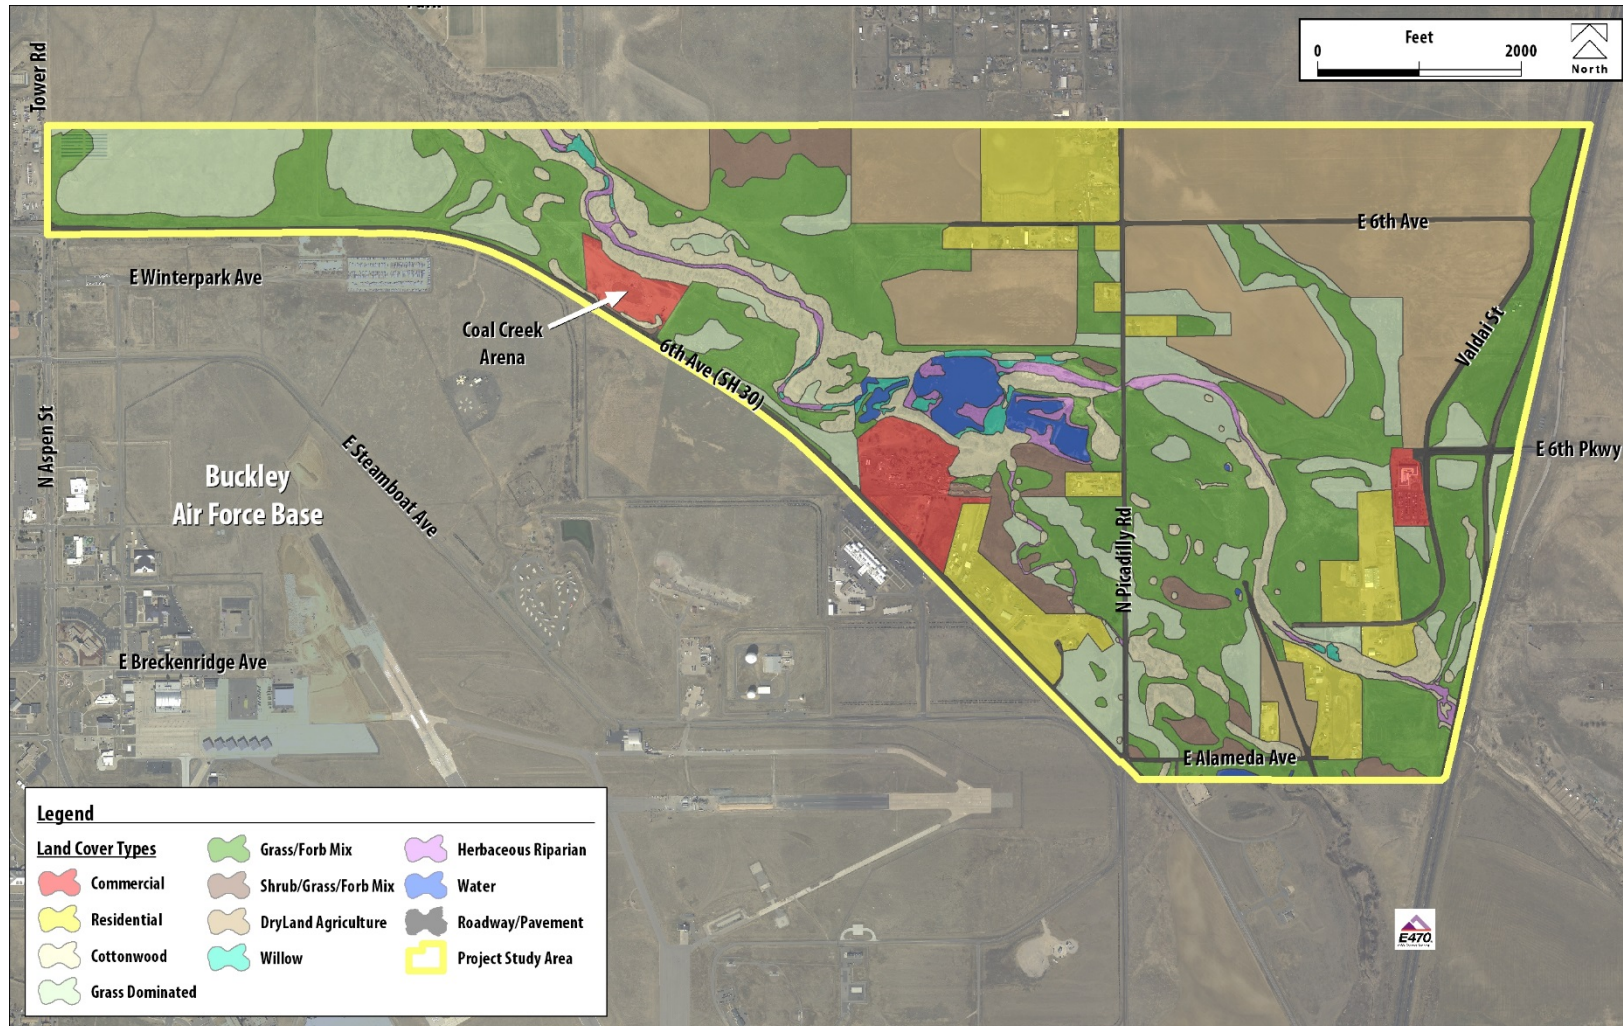 Tower Rd
Feet
0 2000
North
E 6th Ave
E Winterpark Ave
Coal Creek
Arena
6th Ave (SH 30)
Valdai St
N Aspen St
E Steamboat Ave
Buckley
Air Force Base
E 6th Pkwy
N Picadilly Rd
E Breckenridge Ave
E Alameda Ave
Legend
Land Cover Types
Commercial
Residential
Cottonwood
Grass Dominated
Grass/Forb Mix
Shrub/Grass/Forb Mix
DryLand Agriculture
Willow
Herbaceous Riparian
Water
Roadway/Pavement
Project Study Area
E470